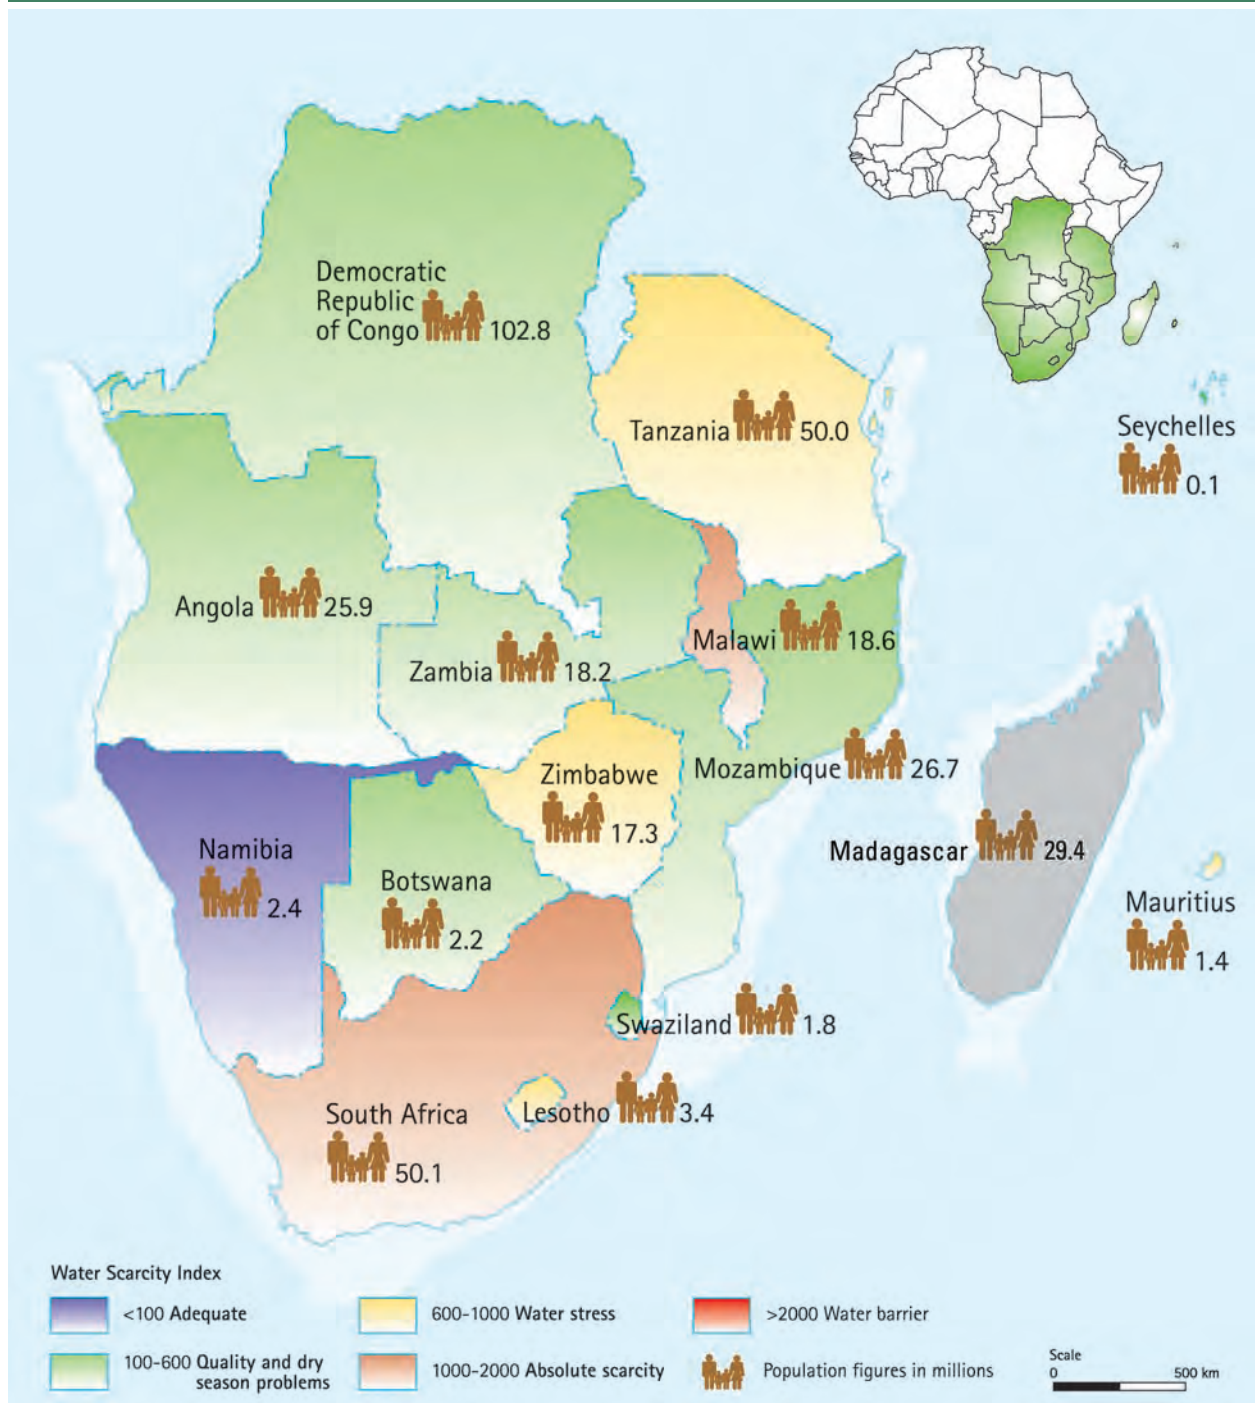 Democratic
Republic
of Congo 102.8
Tanzania 50.0
Seychelles
0.1
Angola 25.9
Malawi 18.6
Zambia 18.2
Mozambique 26.7
Zimbabwe
17.3
Namibia
2.4
Botswana
2.2
Madagascar 29.4
Mauritius
1.4
Swaziland 1.8
Lesotho 3.4
South Africa
50.1
Water Scarcity Index
<100 Adequate
600-1000 Water stress
>2000 Water barrier
100-600 Quality and dry
season problems
1000-2000 Absolute scarcity
Population figures in millions
Scale
0 500 km